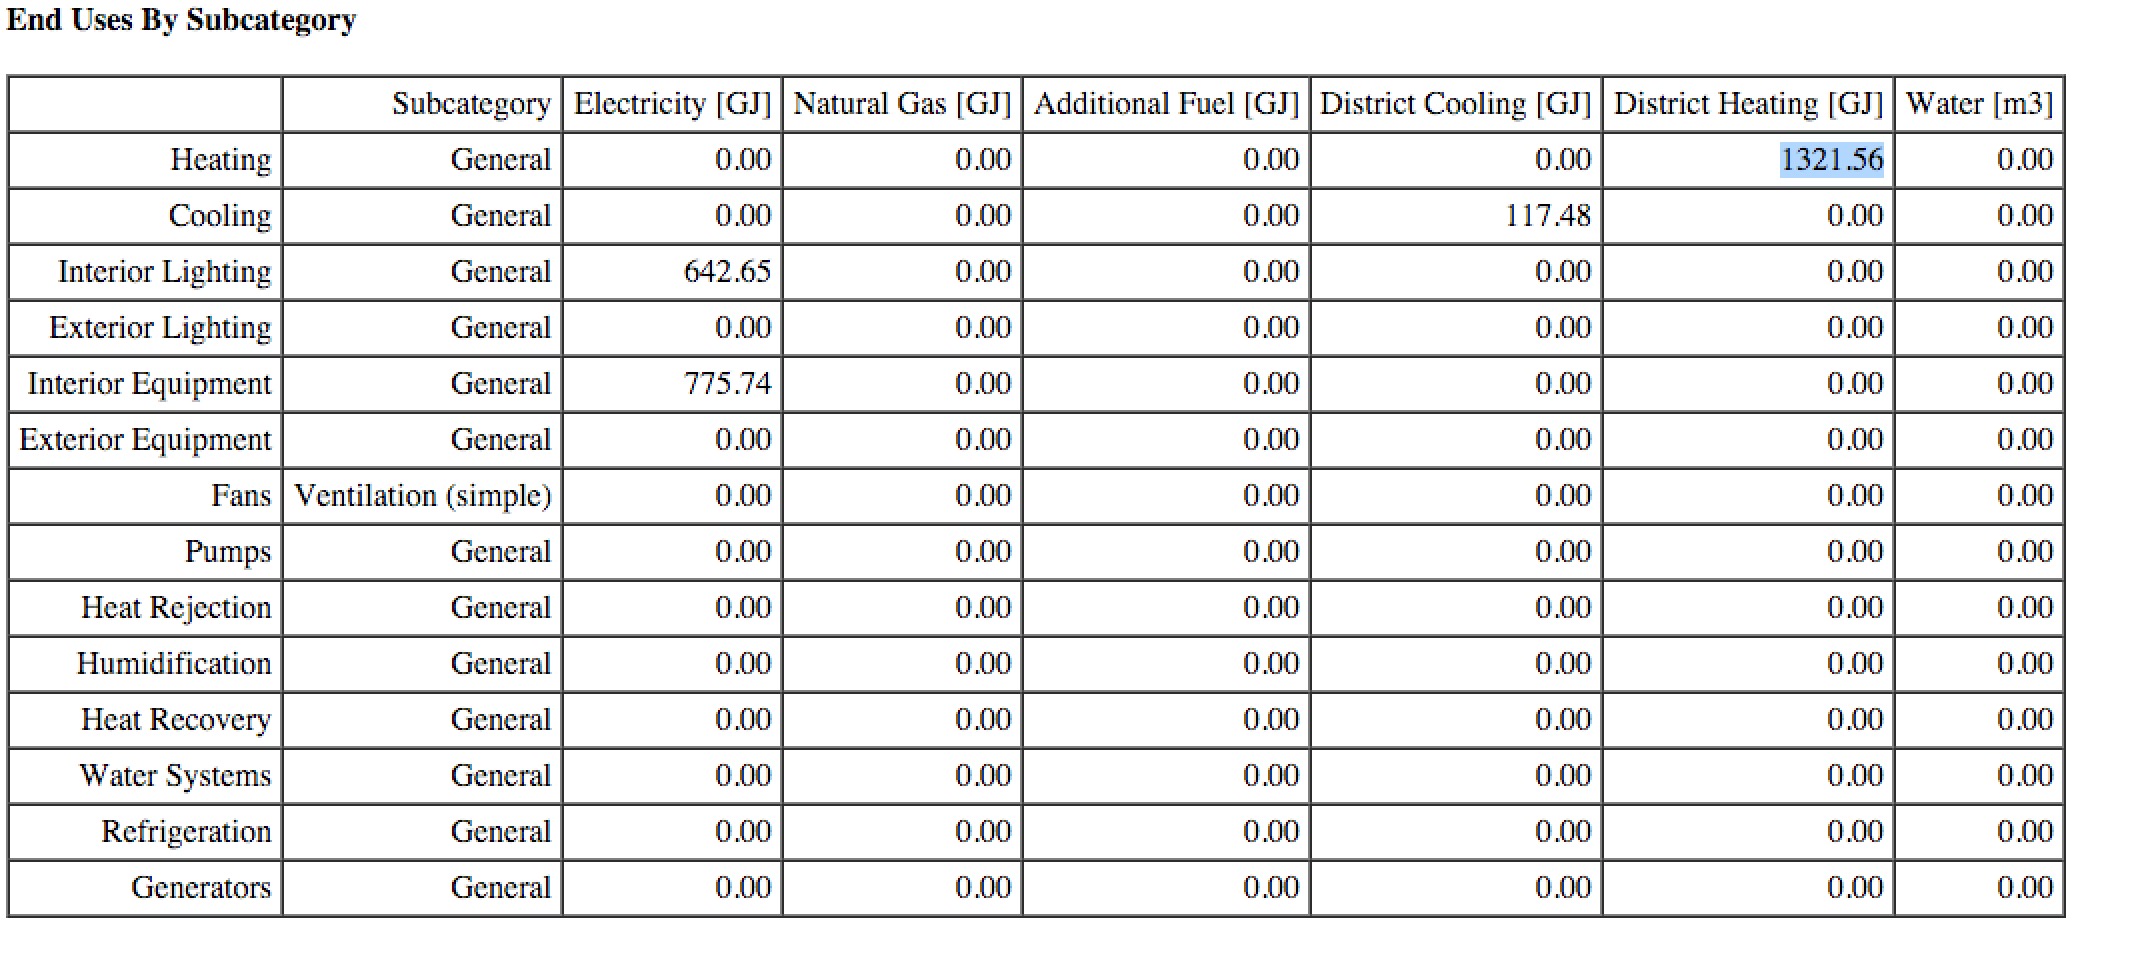 End Uses By Subcategory
Subcategory Electricity [GJ] Natural Gas [GJ] Additional Fuel [GJ] District Cooling [GJ] District Heating [GJ] Water [m3]
Heating General 0.00 0.00 0.00 0.00 1321.56 0.00
Cooling General 0.00 0.00 0.00 117.48 0.00 0.00
Interior Lighting General 642.65 0.00 0.00 0.00 0.00 0.00
Exterior Lighting General 0.00 0.00 0.00 0.00 0.00 0.00
Interior Equipment General 775.74 0.00 0.00 0.00 0.00 0.00
Exterior Equipment General 0.00 0.00 0.00 0.00 0.00 0.00
Fans Ventilation (simple) 0.00 0.00 0.00 0.00 0.00 0.00
Pumps General 0.00 0.00 0.00 0.00 0.00 0.00
Heat Rejection General 0.00 0.00 0.00 0.00 0.00 0.00
Humidification General 0.00 0.00 0.00 0.00 0.00 0.00
Heat Recovery General 0.00 0.00 0.00 0.00 0.00 0.00
Water Systems General 0.00 0.00 0.00 0.00 0.00 0.00
Refrigeration General 0.00 0.00 0.00 0.00 0.00 0.00
Generators General 0.00 0.00 0.00 0.00 0.00 0.00